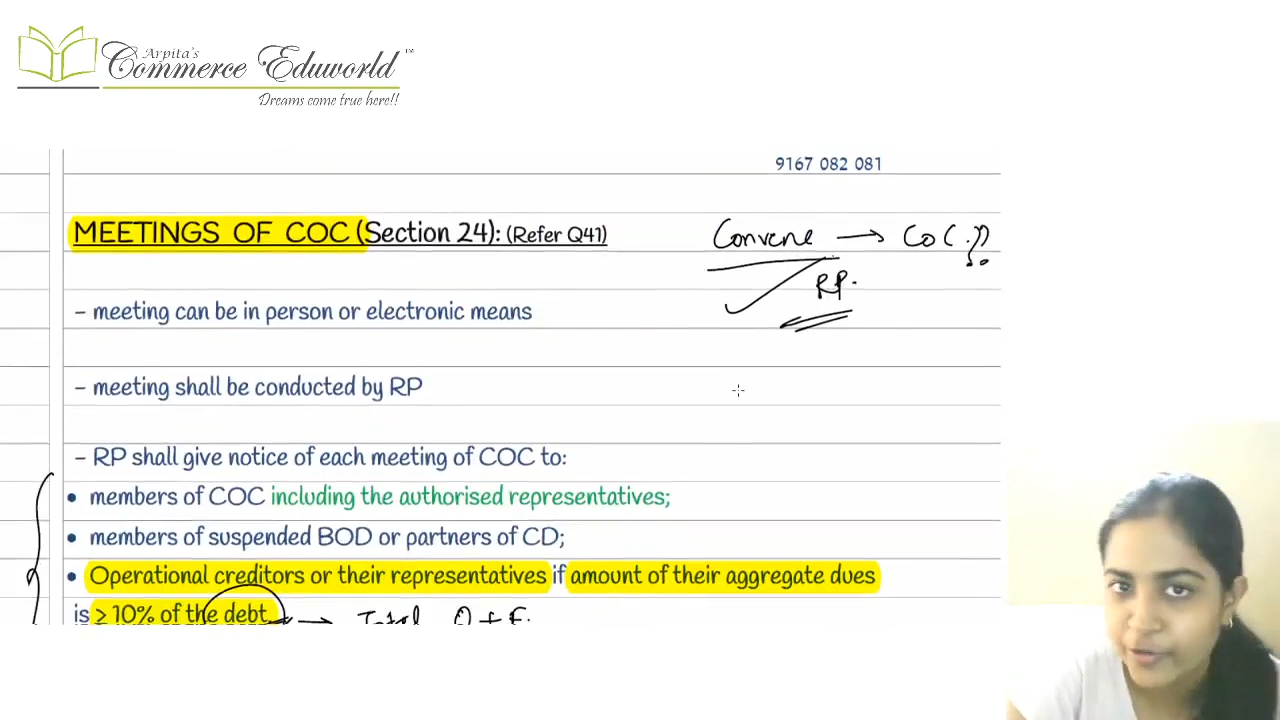 Arpita's
Commerce Eduworld™
Dreams come true here!!
9167 082 081
MEETINGS OF COC (Section 24): (Refer Q41)
Convene → CoC.??
RP.
- meeting can be in person or electronic means
- meeting shall be conducted by RP
- RP shall give notice of each meeting of COC to:
• members of COC including the authorised representatives;
• members of suspended BOD or partners of CD;
• Operational creditors or their representatives if amount of their aggregate dues
is ≥ 10% of the debt. → Total O + F.